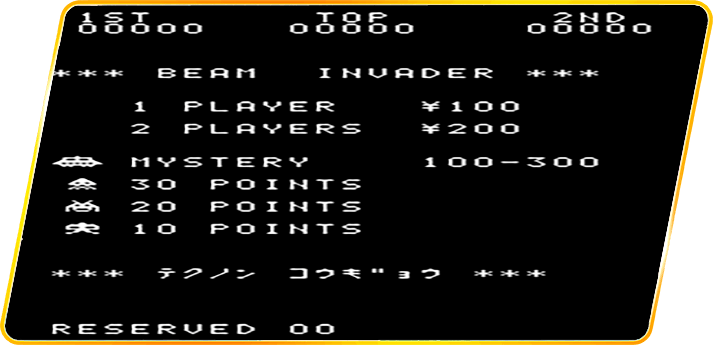 1ST TOP 2ND
00000 00000 00000
*** BEAM INVADER ***
1 PLAYER ¥100
2 PLAYERS ¥200
MYSTERY 100-300
30 POINTS
20 POINTS
10 POINTS
*** テクノン コウギョウ ***
RESERVED 00